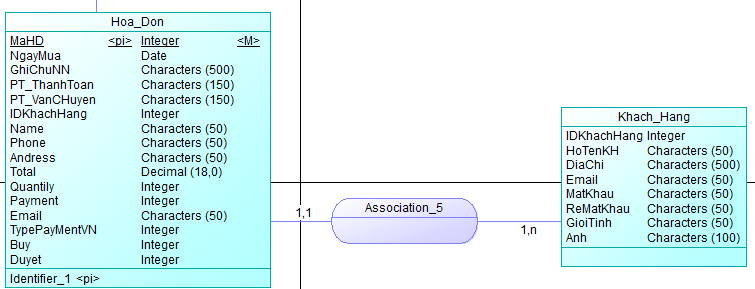 Hoa_Don
MaHD <pi> Integer <M>
NgayMua Date
GhiChuNN Characters (500)
PT_ThanhToan Characters (150)
PT_VanCHuyen Characters (150)
IDKhachHang Integer
Name Characters (50)
Phone Characters (50)
Andress Characters (50)
Total Decimal (18,0)
Quantily Integer
Payment Integer
Email Characters (50)
TypePayMentVN Integer
Buy Integer
Duyet Integer
Identifier_1 <pi>
1,1
Association_5
1,n
Khach_Hang
IDKhachHang Integer
HoTenKH Characters (50)
DiaChi Characters (500)
Email Characters (50)
MatKhau Characters (50)
ReMatKhau Characters (50)
GioiTinh Characters (50)
Anh Characters (100)